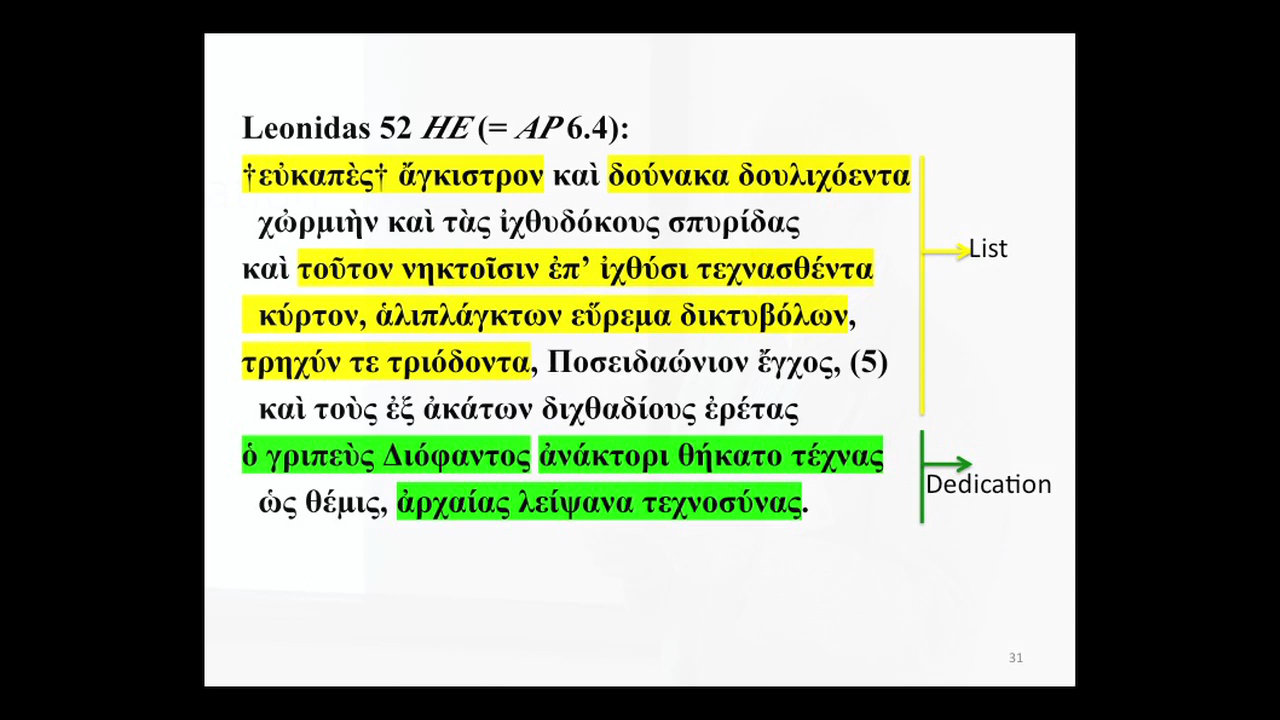 Leonidas 52 HE (= AP 6.4):
†εὐκαπὲς† ἄγκιστρον καὶ δούνακα δουλιχόεντα
χὠρμιὴν καὶ τὰς ἰχθυδόκους σπυρίδας
καὶ τοῦτον νηκτοῖσιν ἐπ’ ἰχθύσι τεχνασθέντα
κύρτον, ἁλιπλάγκτων εὕρεμα δικτυβόλων,
τρηχύν τε τριόδοντα, Ποσειδαώνιον ἔγχος, (5)
καὶ τοὺς ἐξ ἀκάτων διχθαδίους ἐρέτας
ὁ γριπεὺς Διόφαντος ἀνάκτορι θήκατο τέχνας
ὡς θέμις, ἀρχαίας λείψανα τεχνοσύνας.
List
Dedication
31